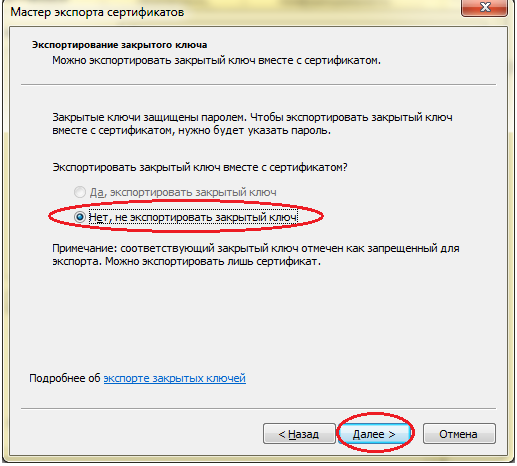 Мастер экспорта сертификатов
Экспортирование закрытого ключа
Можно экспортировать закрытый ключ вместе с сертификатом.
Закрытые ключи защищены паролем. Чтобы экспортировать закрытый ключ
вместе с сертификатом, нужно будет указать пароль.
Экспортировать закрытый ключ вместе с сертификатом?
Да, экспортировать закрытый ключ
Нет, не экспортировать закрытый ключ
Примечание: соответствующий закрытый ключ отмечен как запрещенный для
экспорта. Можно экспортировать лишь сертификат.
Подробнее об экспорте закрытых ключей
< Назад Далее > Отмена